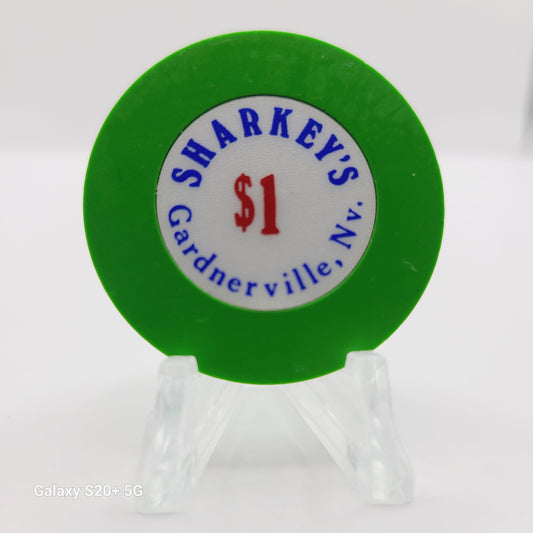 SHARKEY'S
$1
Gardnerville, Nv.
Galaxy S20+ 5G